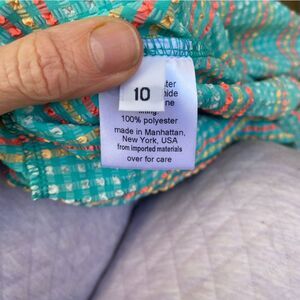 10
lining:
100% polyester
made in Manhattan,
New York, USA
from imported materials
over for care